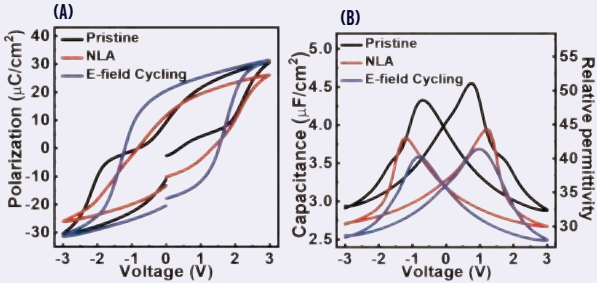 (A)
Polarization (μC/cm²)
40
30
20
10
0
-10
-20
-30
Pristine
NLA
E-field Cycling
-3 -2 -1 0 1 2 3
Voltage (V)
(B)
Capacitance (μF/cm²)
5.0
4.5
4.0
3.5
3.0
2.5
Pristine
NLA
E-field Cycling
55
50
45
40
35
30
Relative permittivity
-3 -2 -1 0 1 2 3
Voltage (V)